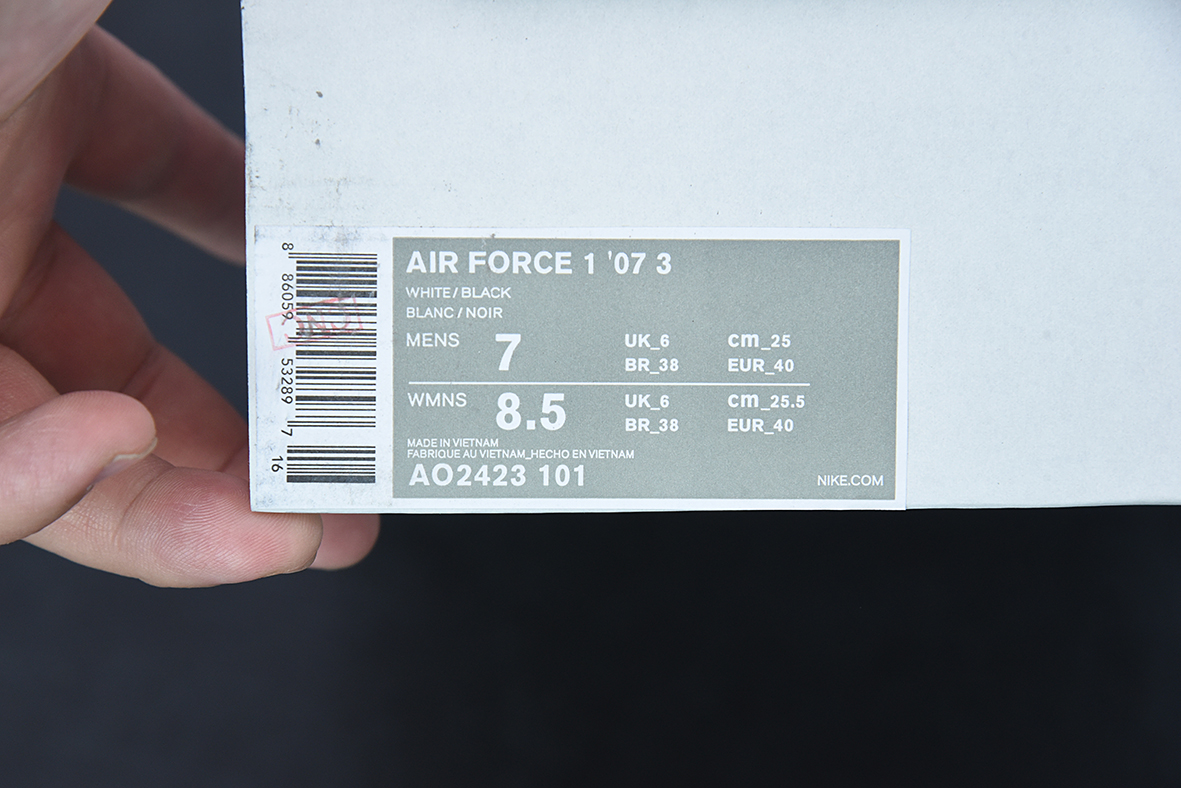 AIR FORCE 1 '07 3
WHITE / BLACK
BLANC / NOIR
MENS 7 UK_6 cm_25
BR_38 EUR_40
WMNS 8.5 UK_6 cm_25.5
BR_38 EUR_40
MADE IN VIETNAM
FABRIQUE AU VIETNAM_HECHO EN VIETNAM
AO2423 101
NIKE.COM
8 86059 53289 7 16